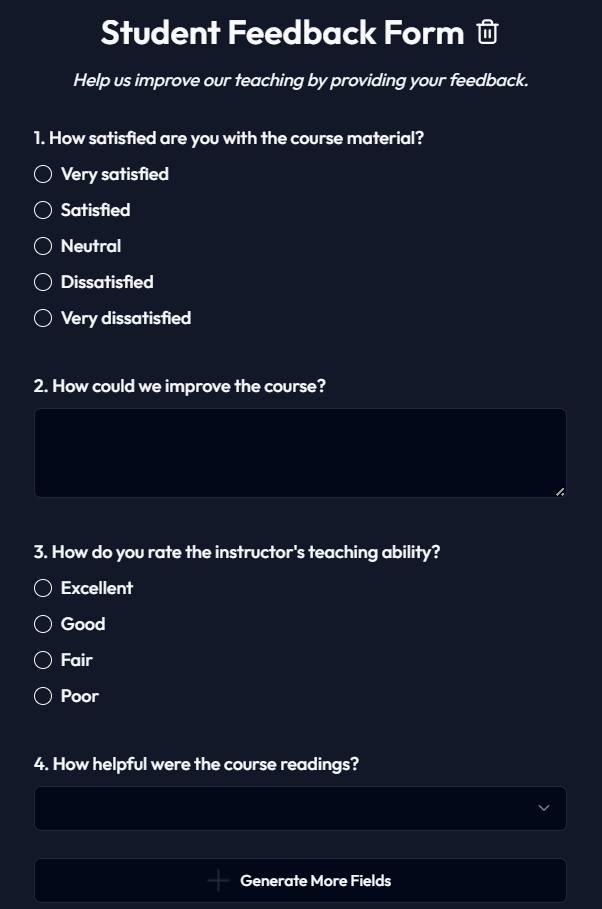 Student Feedback Form
Help us improve our teaching by providing your feedback.
1. How satisfied are you with the course material?
Very satisfied
Satisfied
Neutral
Dissatisfied
Very dissatisfied
2. How could we improve the course?
3. How do you rate the instructor's teaching ability?
Excellent
Good
Fair
Poor
4. How helpful were the course readings?
Generate More Fields